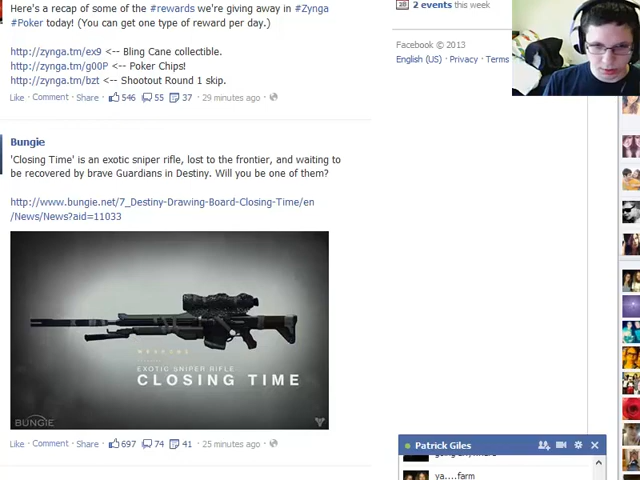 Here's a recap of some of the #rewards we're giving away in #Zynga
#Poker today! (You can get one type of reward per day.)
http://zynga.tm/ex9 <-- Bling Cane collectible.
http://zynga.tm/g00P <-- Poker Chips!
http://zynga.tm/bzt <-- Shootout Round 1 skip.
Like · Comment · Share · 546 55 37 · 29 minutes ago ·
Bungie
'Closing Time' is an exotic sniper rifle, lost to the frontier, and waiting to
be recovered by brave Guardians in Destiny. Will you be one of them?
http://www.bungie.net/7_Destiny-Drawing-Board-Closing-Time/en
/News/News?aid=11033
WEAPONS
EXOTIC SNIPER RIFLE
CLOSING TIME
BUNGIE
Like · Comment · Share · 697 74 41 · 25 minutes ago ·
2 events this week
Facebook © 2013
English (US) · Privacy · Terms
Patrick Giles
ya....farm